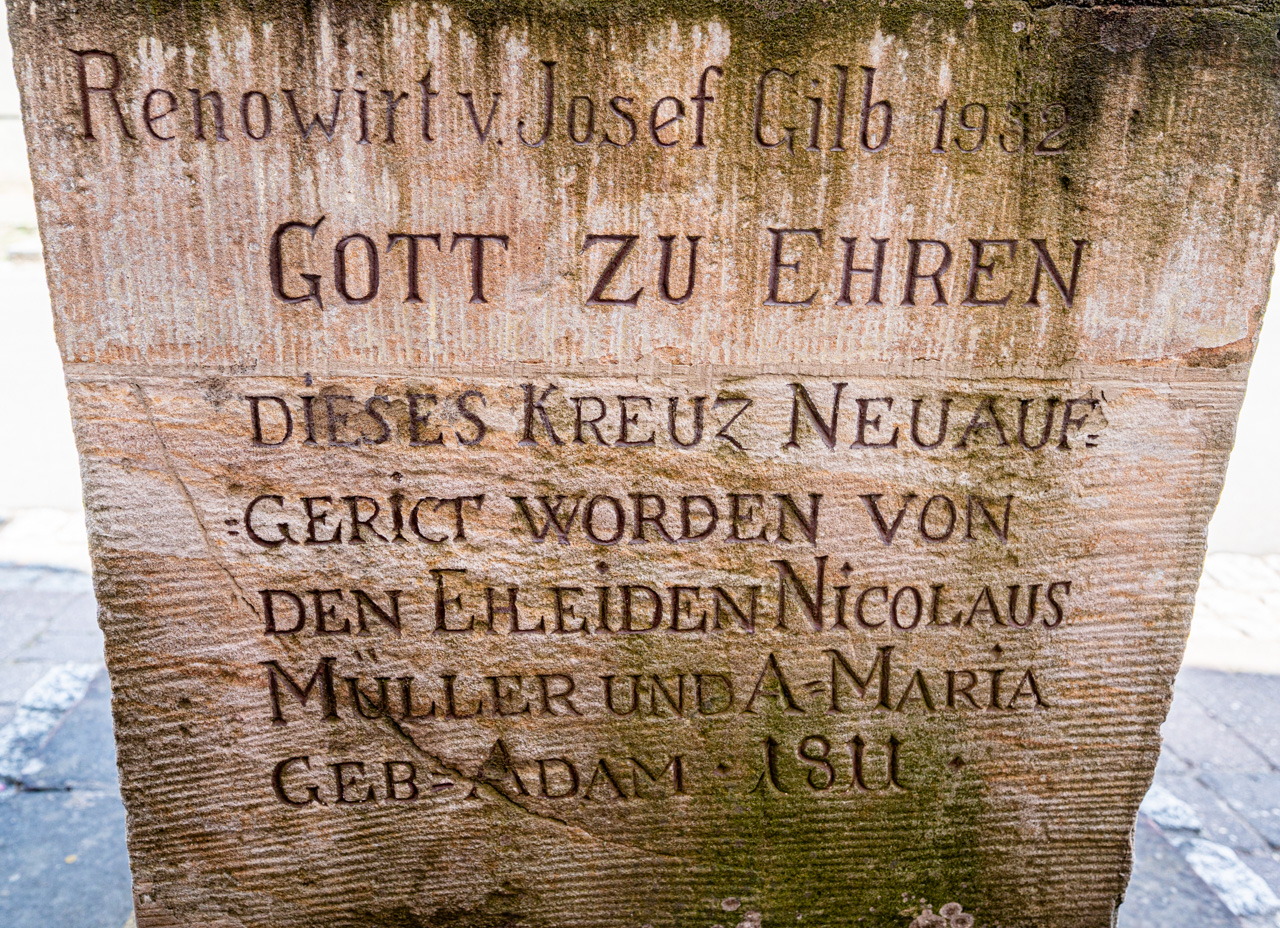 Renowirt v. Josef Gilb 1932
GOTT ZU EHREN
DIESES KREUZ NEUAUF=
=GERICT WORDEN VON
DEN EHLEIDEN NICOLAUS
MÜLLER UND A=MARIA
GEB=ADAM · 1811 ·